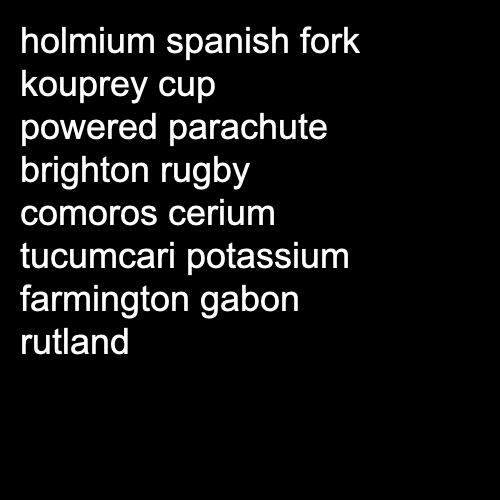 holmium spanish fork
kouprey cup
powered parachute
brighton rugby
comoros cerium
tucumcari potassium
farmington gabon
rutland